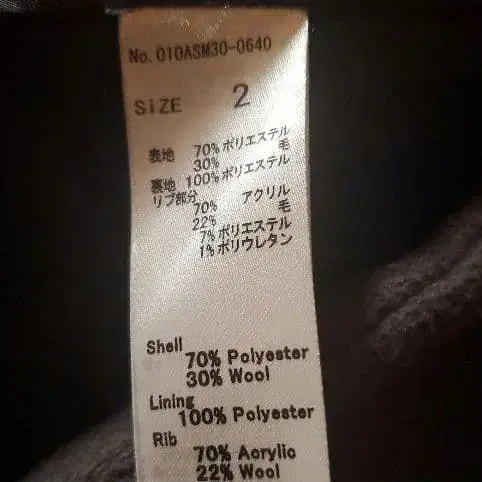 No. 010ASM30-0640
SIZE 2
表地 70% ポリエステル
30% 毛
裏地 100% ポリエステル
リブ部分
70% アクリル
22% 毛
7% ポリエステル
1% ポリウレタン
Shell
70% Polyester
30% Wool
Lining
100% Polyester
Rib
70% Acrylic
22% Wool